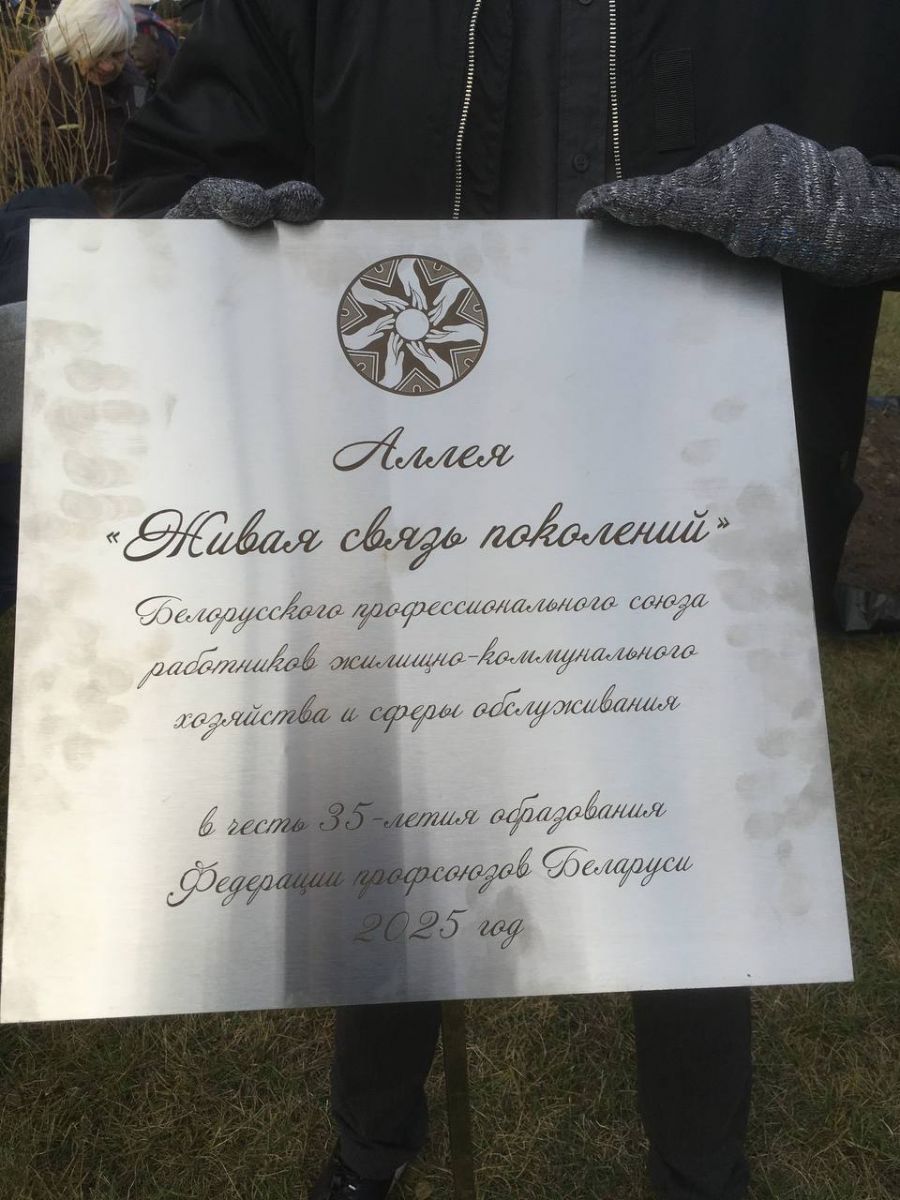 Аллея
«Живая связь поколений»
Белорусского профессионального союза
работников жилищно-коммунального
хозяйства и сферы обслуживания
в честь 35-летия образования
Федерации профсоюзов Беларуси
2025 год